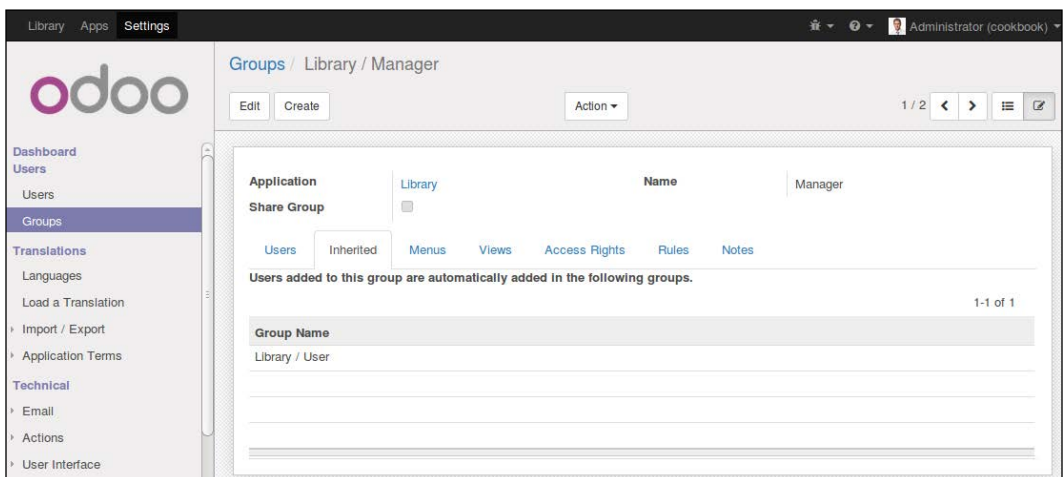 Library Apps Settings
Administrator (cookbook)
odoo
Groups / Library / Manager
Edit Create Action 1 / 2
Dashboard
Users
Users
Groups
Translations
Languages
Load a Translation
Import / Export
Application Terms
Technical
Email
Actions
User Interface
Application Library Name Manager
Share Group
Users Inherited Menus Views Access Rights Rules Notes
Users added to this group are automatically added in the following groups.
1-1 of 1
Group Name
Library / User